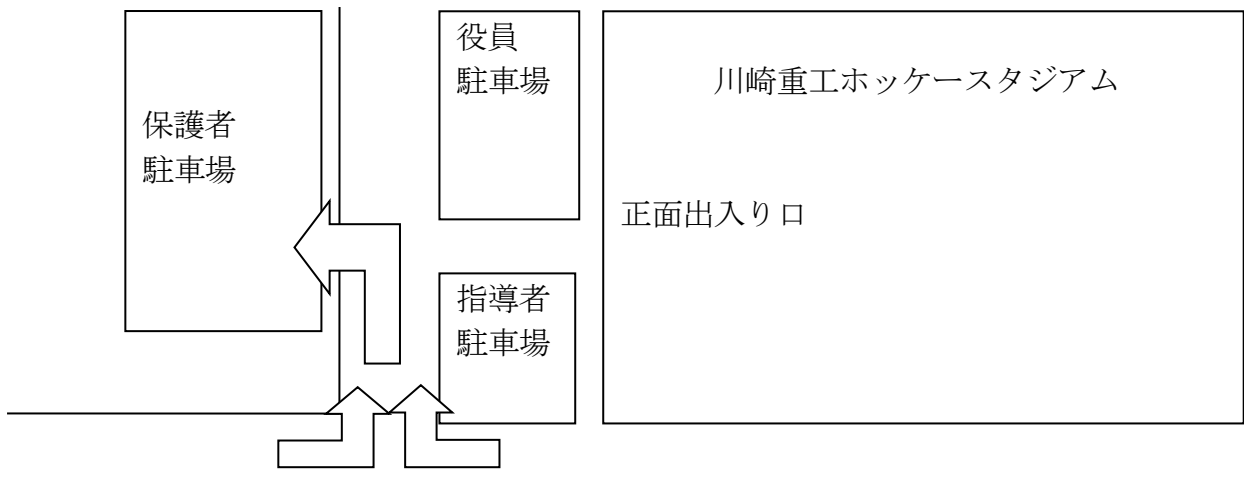 役員
駐車場
川崎重工ホッケースタジアム
保護者
駐車場
正面出入り口
指導者
駐車場